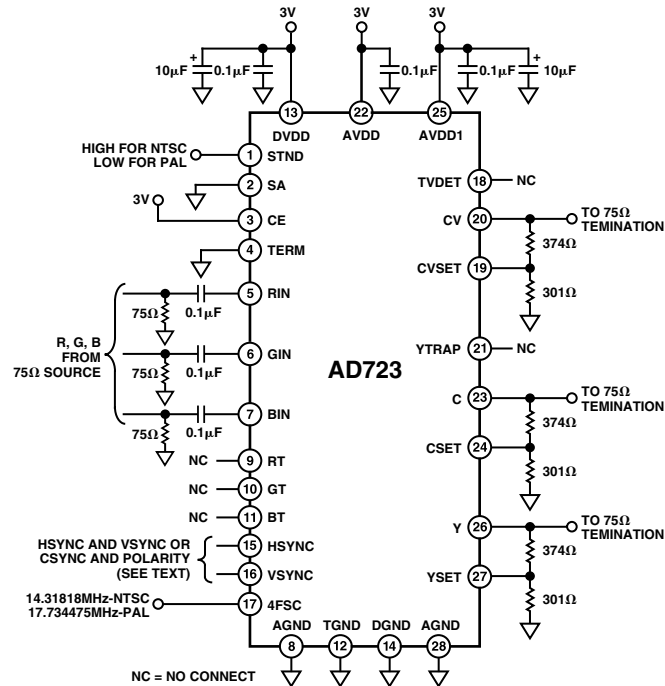 3V
3V
3V
10µF
+
0.1µF
0.1µF
0.1µF
+
10µF
13
22
25
DVDD
AVDD
AVDD1
HIGH FOR NTSC
LOW FOR PAL
1
STND
2
SA
3V
3
CE
4
TERM
5
RIN
75Ω
0.1µF
R, G, B
FROM
75Ω SOURCE
6
GIN
75Ω
0.1µF
7
BIN
75Ω
0.1µF
NC
9
RT
NC
10
GT
NC
11
BT
HSYNC AND VSYNC OR
CSYNC AND POLARITY
(SEE TEXT)
15
HSYNC
16
VSYNC
14.31818MHz-NTSC
17.734475MHz-PAL
17
4FSC
AD723
TVDET
18
NC
CV
20
TO 75Ω
TEMINATION
374Ω
CVSET
19
301Ω
YTRAP
21
NC
C
23
TO 75Ω
TEMINATION
374Ω
CSET
24
301Ω
Y
26
TO 75Ω
TEMINATION
374Ω
YSET
27
301Ω
AGND
TGND
DGND
AGND
8
12
14
28
NC = NO CONNECT